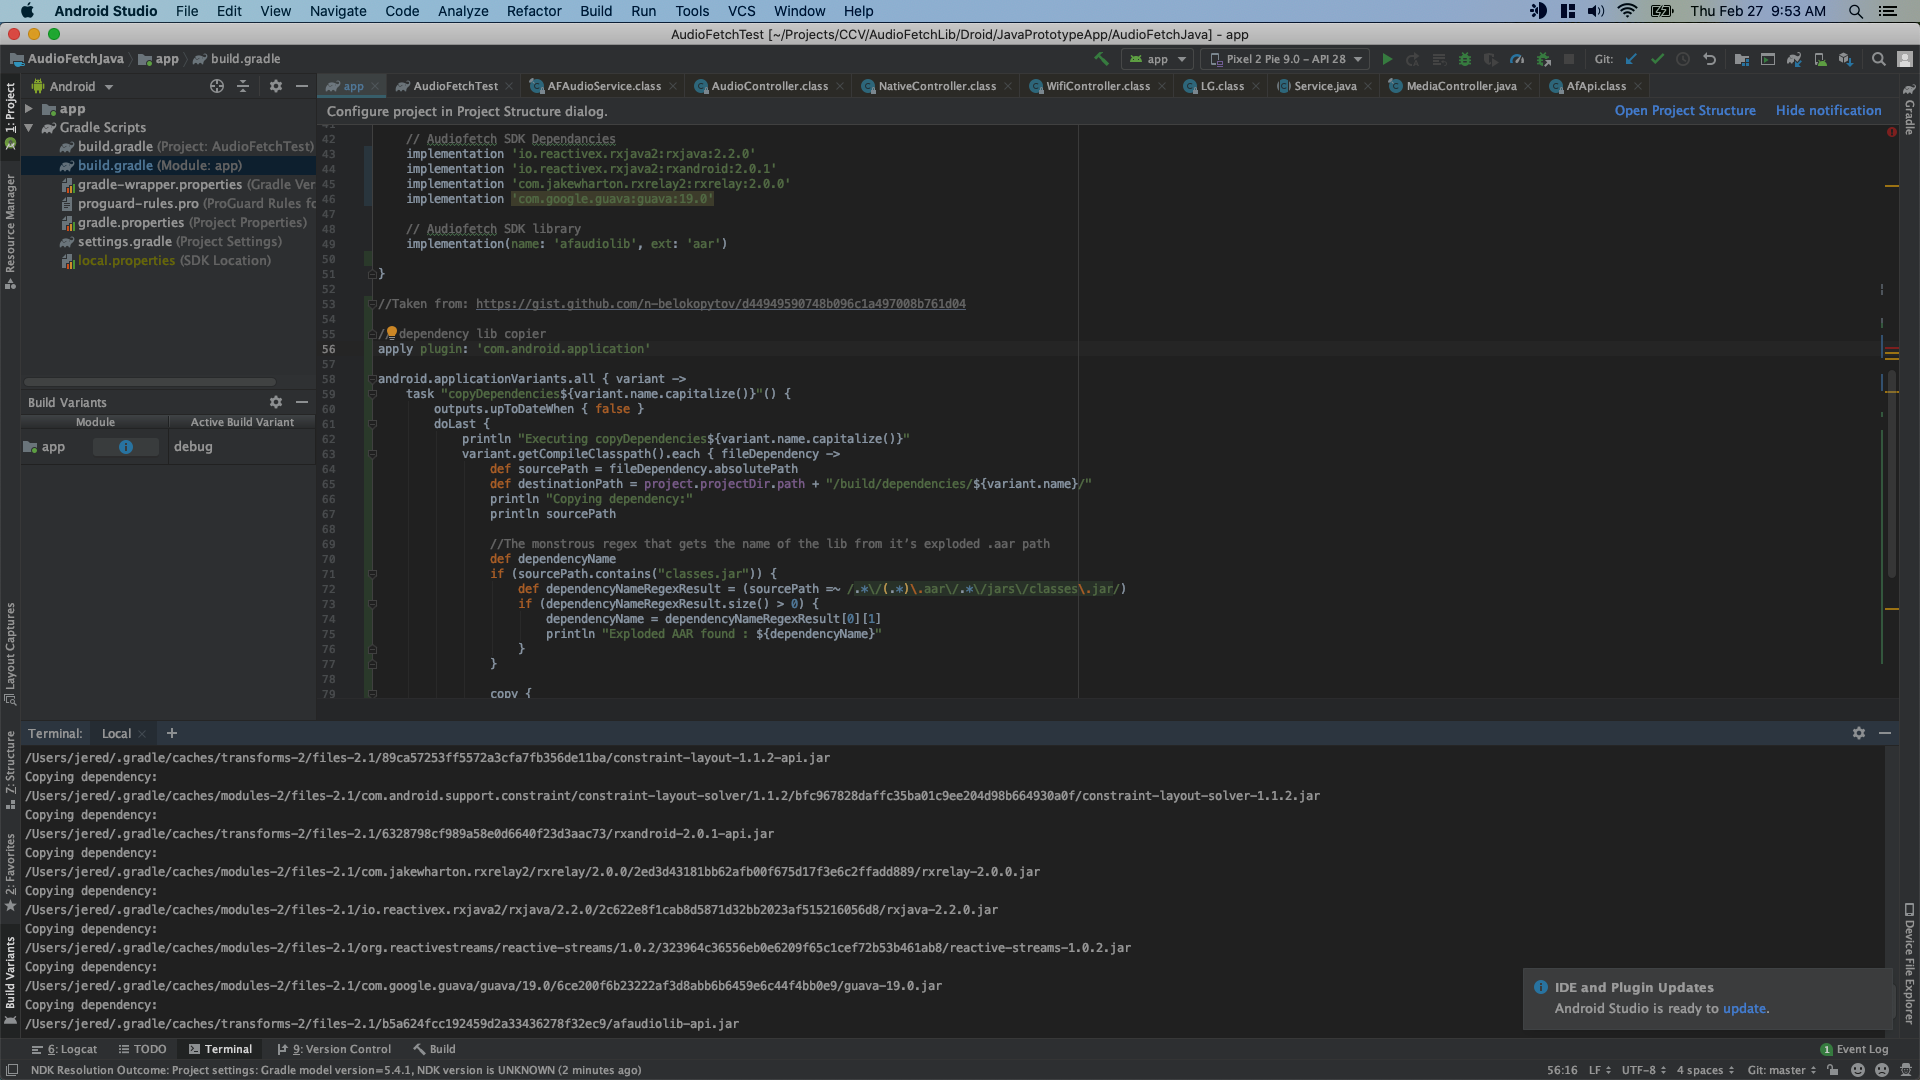 Android Studio File Edit View Navigate Code Analyze Refactor Build Run Tools VCS Window Help Thu Feb 27 9:53 AM
AudioFetchTest [~/Projects/CCV/AudioFetchLib/Droid/JavaPrototypeApp/AudioFetchJava] - app
AudioFetchJava app build.gradle app Pixel 2 Pie 9.0 - API 28 Git:
Android app AudioFetchTest AFAudioService.class AudioController.class NativeController.class WifiController.class LG.class Service.java MediaController.java AfApi.class
Configure project in Project Structure dialog. Open Project Structure Hide notification
1: Project
Resource Manager
Layout Captures
Z: Structure
2: Favorites
Build Variants
Gradle
Device File Explorer
app
Gradle Scripts
build.gradle (Project: AudioFetchTest)
build.gradle (Module: app)
gradle-wrapper.properties (Gradle Ver
proguard-rules.pro (ProGuard Rules fo
gradle.properties (Project Properties)
settings.gradle (Project Settings)
local.properties (SDK Location)
Build Variants
Module Active Build Variant
app debug
41
42 // Audiofetch SDK Dependancies
43 implementation 'io.reactivex.rxjava2:rxjava:2.2.0'
44 implementation 'io.reactivex.rxjava2:rxandroid:2.0.1'
45 implementation 'com.jakewharton.rxrelay2:rxrelay:2.0.0'
46 implementation 'com.google.guava:guava:19.0'
47
48 // Audiofetch SDK library
49 implementation(name: 'afaudiolib', ext: 'aar')
50
51 }
52
53 //Taken from: https://gist.github.com/n-belokopytov/d44949590748b096c1a497008b761d04
54
55 // dependency lib copier
56 apply plugin: 'com.android.application'
57
58 android.applicationVariants.all { variant ->
59 task "copyDependencies${variant.name.capitalize()}"() {
60 outputs.upToDateWhen { false }
61 doLast {
62 println "Executing copyDependencies${variant.name.capitalize()}"
63 variant.getCompileClasspath().each { fileDependency ->
64 def sourcePath = fileDependency.absolutePath
65 def destinationPath = project.projectDir.path + "/build/dependencies/${variant.name}/"
66 println "Copying dependency:"
67 println sourcePath
68
69 //The monstrous regex that gets the name of the lib from it's exploded .aar path
70 def dependencyName
71 if (sourcePath.contains("classes.jar")) {
72 def dependencyNameRegexResult = (sourcePath =~ /.*\/(.*)\.aar\/.*\/jars\/classes\.jar/)
73 if (dependencyNameRegexResult.size() > 0) {
74 dependencyName = dependencyNameRegexResult[0][1]
75 println "Exploded AAR found : ${dependencyName}"
76 }
77 }
78
79 copy {
Terminal: Local +
/Users/jered/.gradle/caches/transforms-2/files-2.1/89ca57253ff5572a3cfa7fb356de11ba/constraint-layout-1.1.2-api.jar
Copying dependency:
/Users/jered/.gradle/caches/modules-2/files-2.1/com.android.support.constraint/constraint-layout-solver/1.1.2/bfc967828daffc35ba01c9ee204d98b664930a0f/constraint-layout-solver-1.1.2.jar
Copying dependency:
/Users/jered/.gradle/caches/transforms-2/files-2.1/6328798cf989a58e0d6640f23d3aac73/rxandroid-2.0.1-api.jar
Copying dependency:
/Users/jered/.gradle/caches/modules-2/files-2.1/com.jakewharton.rxrelay2/rxrelay/2.0.0/2ed3d43181bb62afb00f675d17f3e6c2ffadd889/rxrelay-2.0.0.jar
Copying dependency:
/Users/jered/.gradle/caches/modules-2/files-2.1/io.reactivex.rxjava2/rxjava/2.2.0/2c622e8f1cab8d5871d32bb2023af515216056d8/rxjava-2.2.0.jar
Copying dependency:
/Users/jered/.gradle/caches/modules-2/files-2.1/org.reactivestreams/reactive-streams/1.0.2/323964c36556eb0e6209f65c1cef72b53b461ab8/reactive-streams-1.0.2.jar
Copying dependency:
/Users/jered/.gradle/caches/modules-2/files-2.1/com.google.guava/guava/19.0/6ce200f6b23222af3d8abb6b6459e6c44f4bb0e9/guava-19.0.jar
Copying dependency:
/Users/jered/.gradle/caches/transforms-2/files-2.1/b5a624fcc192459d2a33436278f32ec9/afaudiolib-api.jar
IDE and Plugin Updates
Android Studio is ready to update.
6: Logcat TODO Terminal 9: Version Control Build 1 Event Log
NDK Resolution Outcome: Project settings: Gradle model version=5.4.1, NDK version is UNKNOWN (2 minutes ago) 56:16 LF UTF-8 4 spaces Git: master